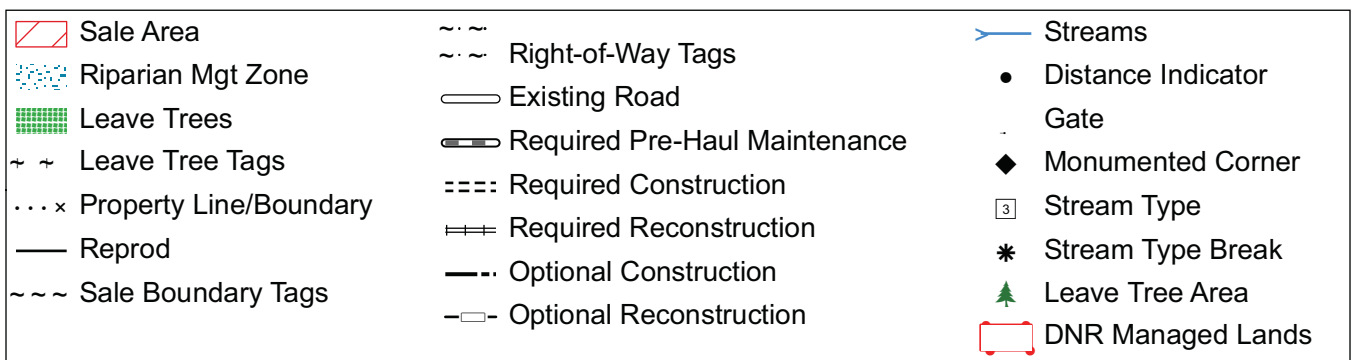 Sale Area
Riparian Mgt Zone
Leave Trees
Leave Tree Tags
Property Line/Boundary
Reprod
Sale Boundary Tags
Right-of-Way Tags
Existing Road
Required Pre-Haul Maintenance
Required Construction
Required Reconstruction
Optional Construction
Optional Reconstruction
Streams
Distance Indicator
Gate
Monumented Corner
3 Stream Type
Stream Type Break
Leave Tree Area
DNR Managed Lands